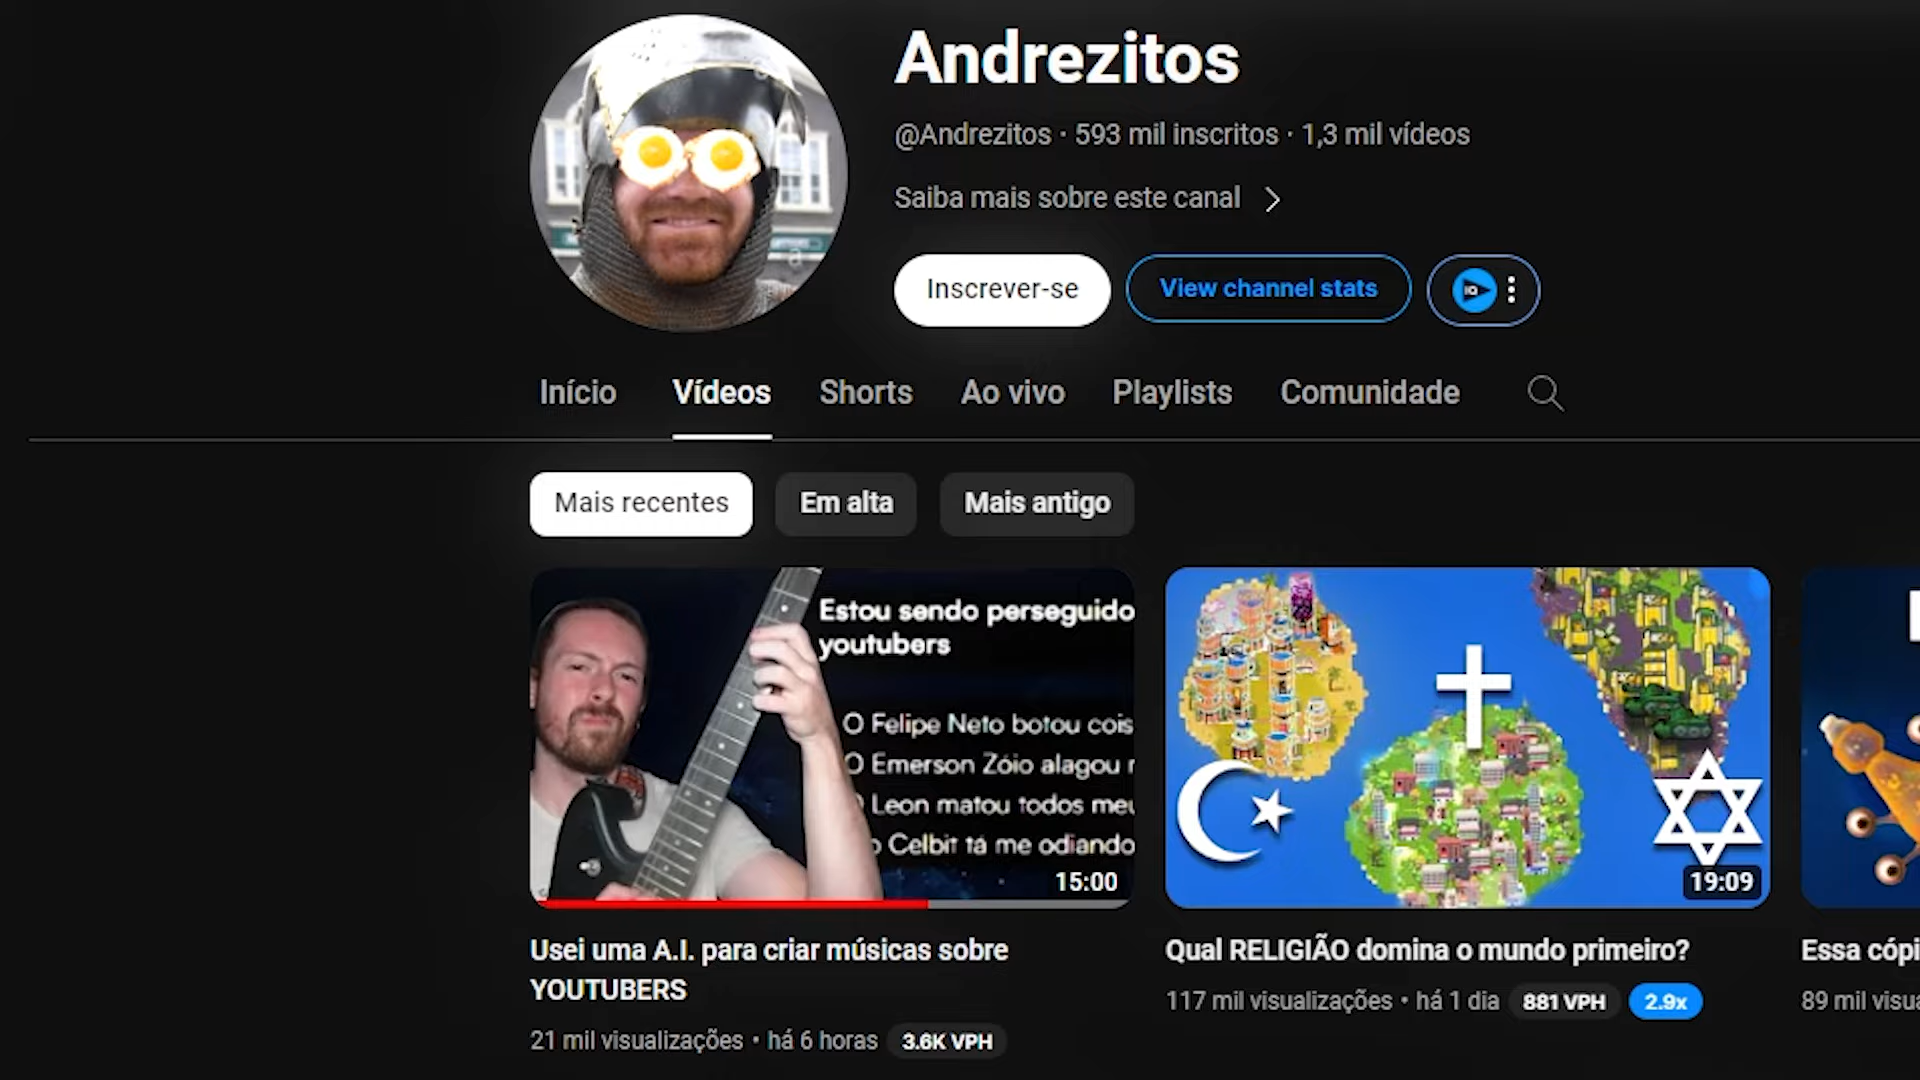 Andrezitos
@Andrezitos · 593 mil inscritos · 1,3 mil vídeos
Saiba mais sobre este canal
Inscrever-se
View channel stats
IQ
Início
Vídeos
Shorts
Ao vivo
Playlists
Comunidade
Mais recentes
Em alta
Mais antigo
Estou sendo perseguido
youtubers
O Felipe Neto botou cois
O Emerson Zóio alagou r
Leon matou todos meu
o Celbit tá me odiando
15:00
19:09
Usei uma A.I. para criar músicas sobre
YOUTUBERS
21 mil visualizações • há 6 horas 3.6K VPH
Qual RELIGIÃO domina o mundo primeiro?
117 mil visualizações • há 1 dia 881 VPH 2.9x
Essa cópi
89 mil visua